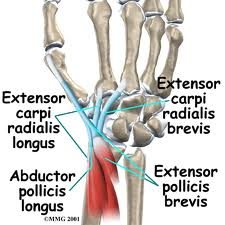 Extensor
carpi
radialis
longus
Extensor
carpi
radialis
brevis
Abductor
pollicis
longus
Extensor
pollicis
brevis
©MMG 2001